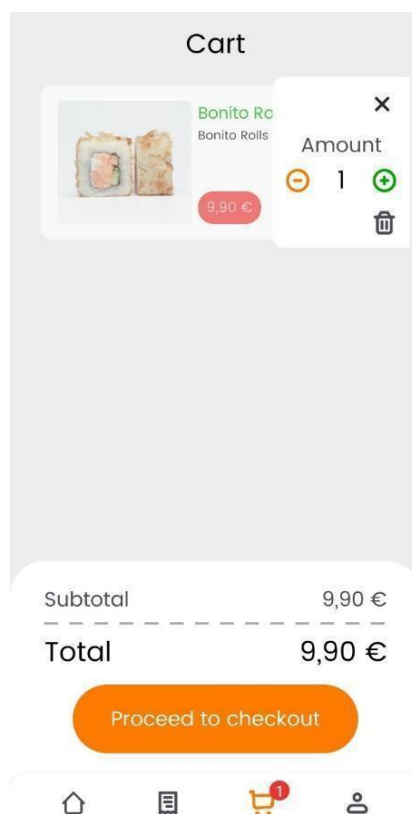 Cart
Bonito Ro
Bonito Rolls
9,90 €
Amount
1
Subtotal 9,90 €
Total 9,90 €
Proceed to checkout
1